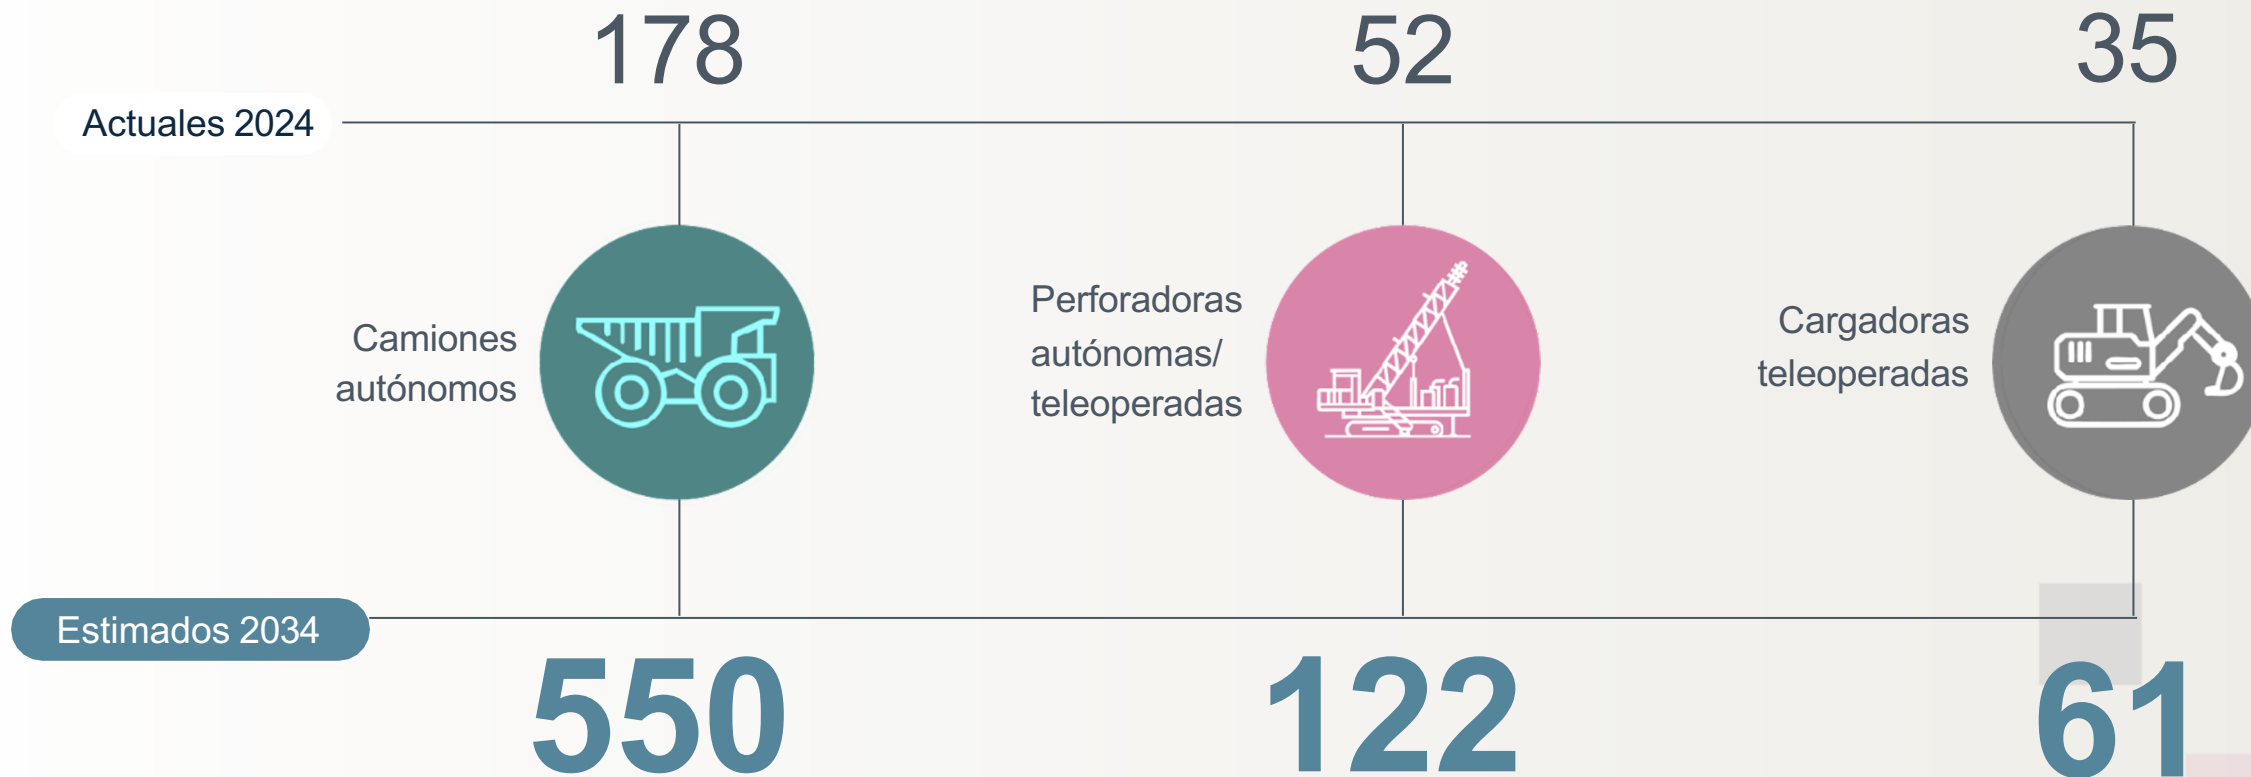 178
52
35
Actuales 2024
Camiones
autónomos
Perforadoras
autónomas/
teleoperadas
Cargadoras
teleoperadas
Estimados 2034
550
122
61